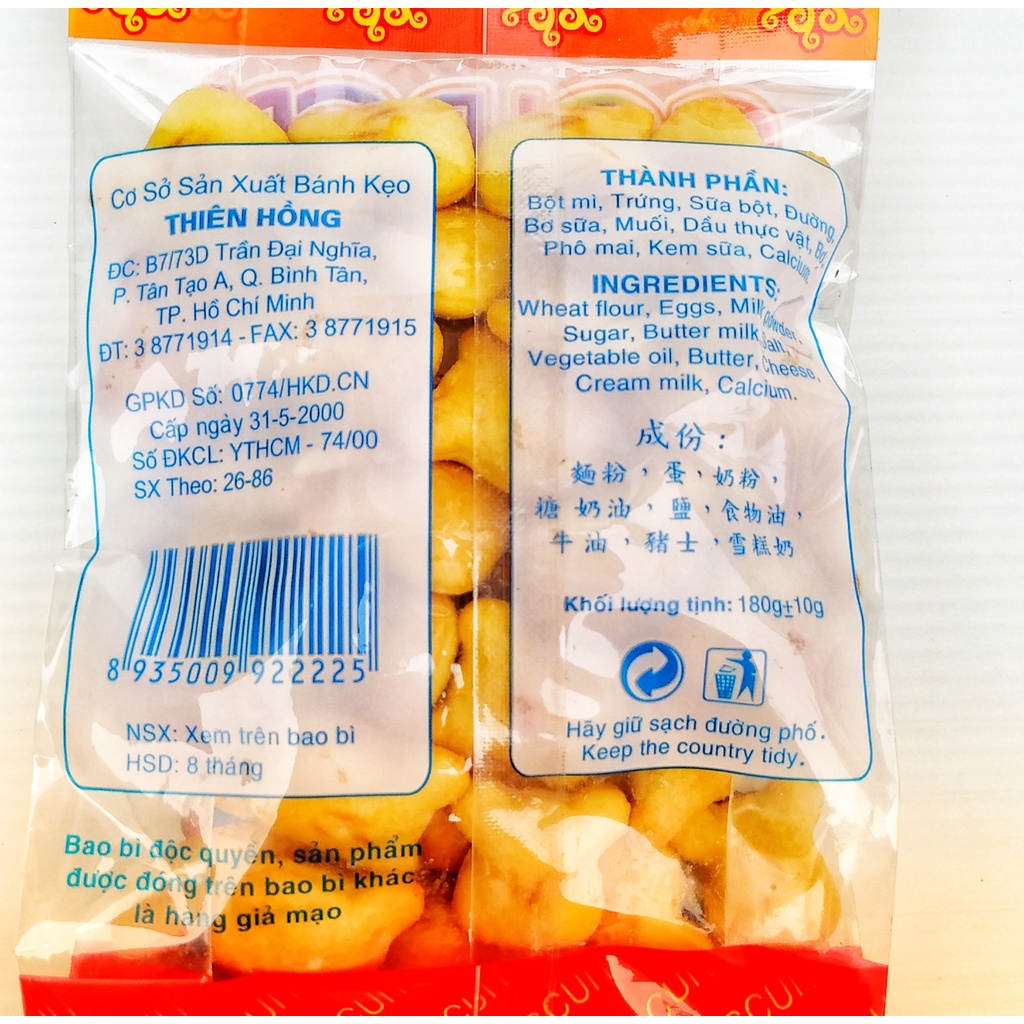 Cơ Sở Sản Xuất Bánh Kẹo
THIÊN HỒNG
ĐC: B7/73D Trần Đại Nghĩa,
P. Tân Tạo A, Q. Bình Tân,
TP. Hồ Chí Minh
ĐT: 3 8771914 - FAX: 3 8771915
GPKD Số: 0774/HKD.CN
Cấp ngày 31-5-2000
Số ĐKCL: YTHCM - 74/00
SX Theo: 26-86
8 935009 922225
NSX: Xem trên bao bì
HSD: 8 tháng
Bao bì độc quyền, sản phẩm
được đóng trên bao bì khác
là hàng giả mạo
THÀNH PHẦN:
Bột mì, Trứng, Sữa bột, Đường,
Bơ sữa, Muối, Dầu thực vật, Bơ,
Phô mai, Kem sữa, Calcium.
INGREDIENTS:
Wheat flour, Eggs, Milk powder,
Sugar, Butter milk, Salt,
Vegetable oil, Butter, Cheese,
Cream milk, Calcium.
成份：
麵粉，蛋，奶粉，
糖 奶油，鹽，食物油，
牛油，豬士，雪糕奶
Khối lượng tịnh: 180g±10g
Hãy giữ sạch đường phố.
Keep the country tidy.